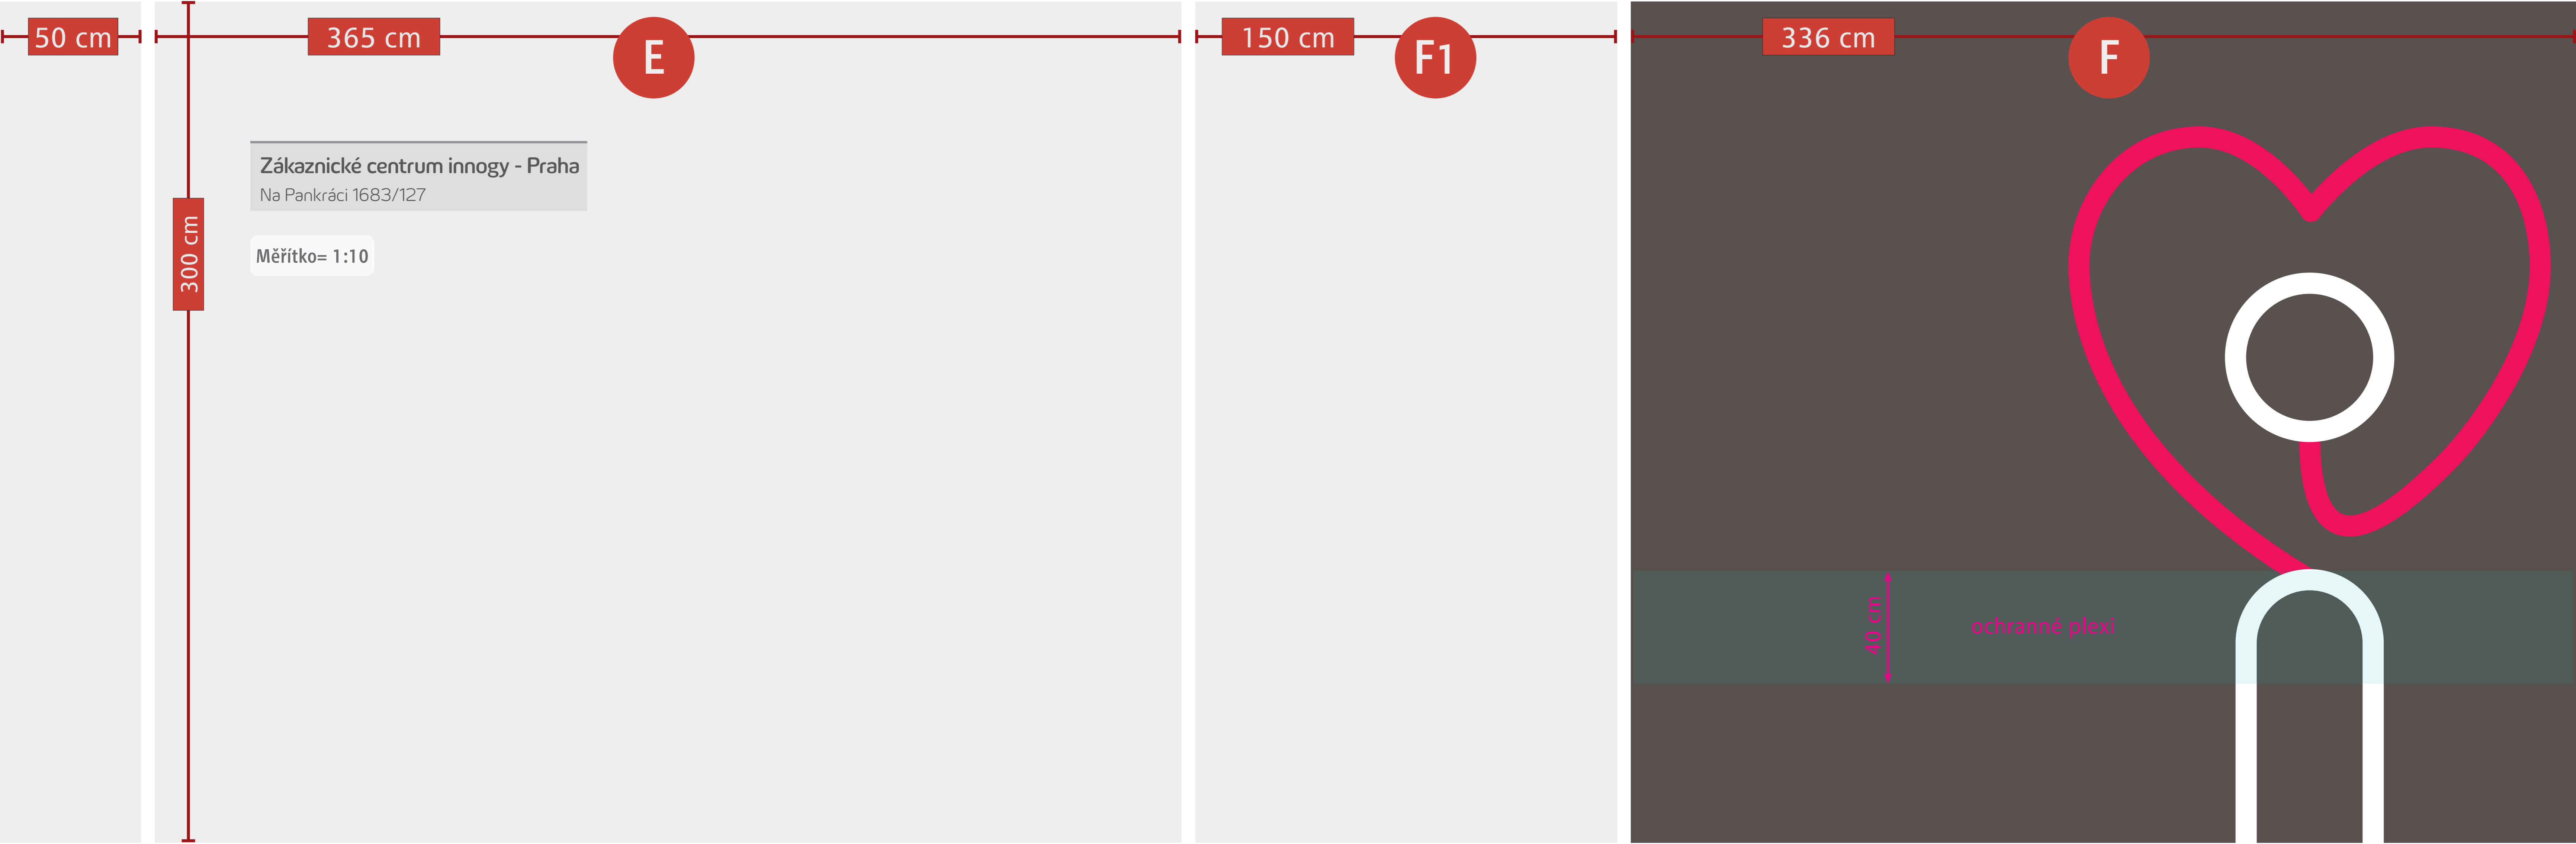 50 cm
365 cm
E
150 cm
F1
336 cm
F
300 cm
Zákaznické centrum innogy - Praha
Na Pankráci 1683/127
Měřítko= 1:10
40 cm
ochranné plexi